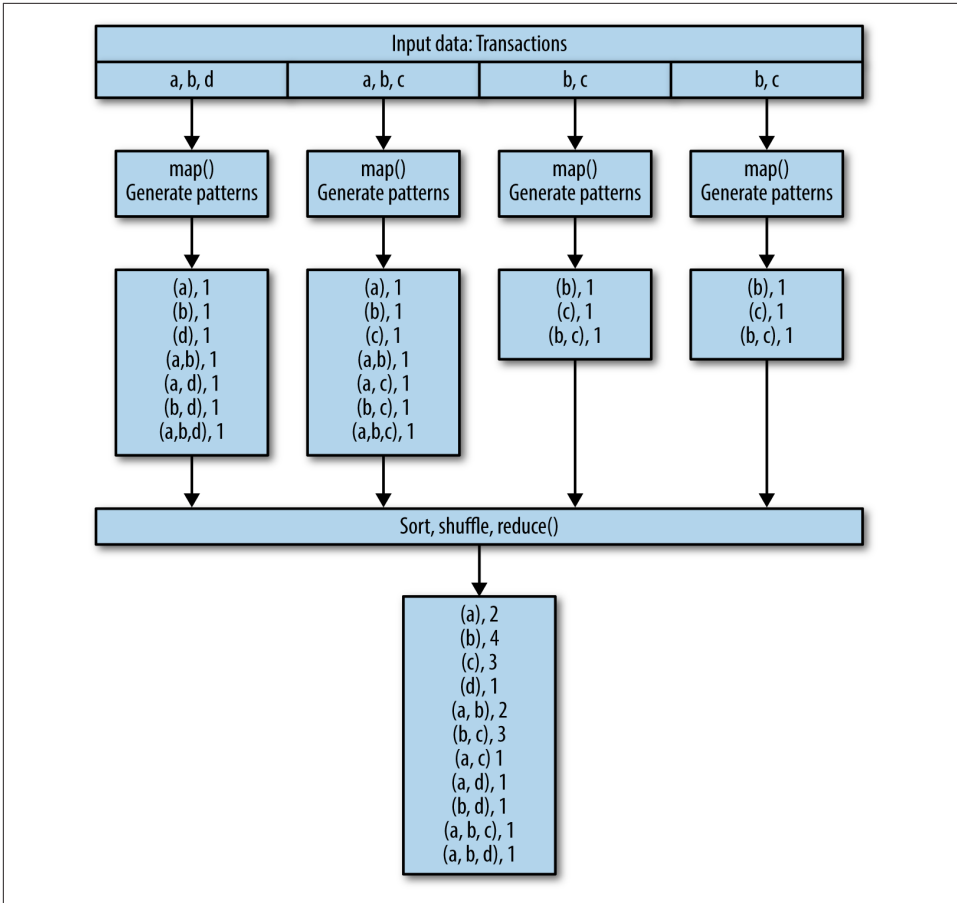 Input data: Transactions
a, b, d
a, b, c
b, c
b, c
map()
Generate patterns
map()
Generate patterns
map()
Generate patterns
map()
Generate patterns
(a), 1
(b), 1
(d), 1
(a,b), 1
(a, d), 1
(b, d), 1
(a,b,d), 1
(a), 1
(b), 1
(c), 1
(a,b), 1
(a, c), 1
(b, c), 1
(a,b,c), 1
(b), 1
(c), 1
(b, c), 1
(b), 1
(c), 1
(b, c), 1
Sort, shuffle, reduce()
(a), 2
(b), 4
(c), 3
(d), 1
(a, b), 2
(b, c), 3
(a, c) 1
(a, d), 1
(b, d), 1
(a, b, c), 1
(a, b, d), 1